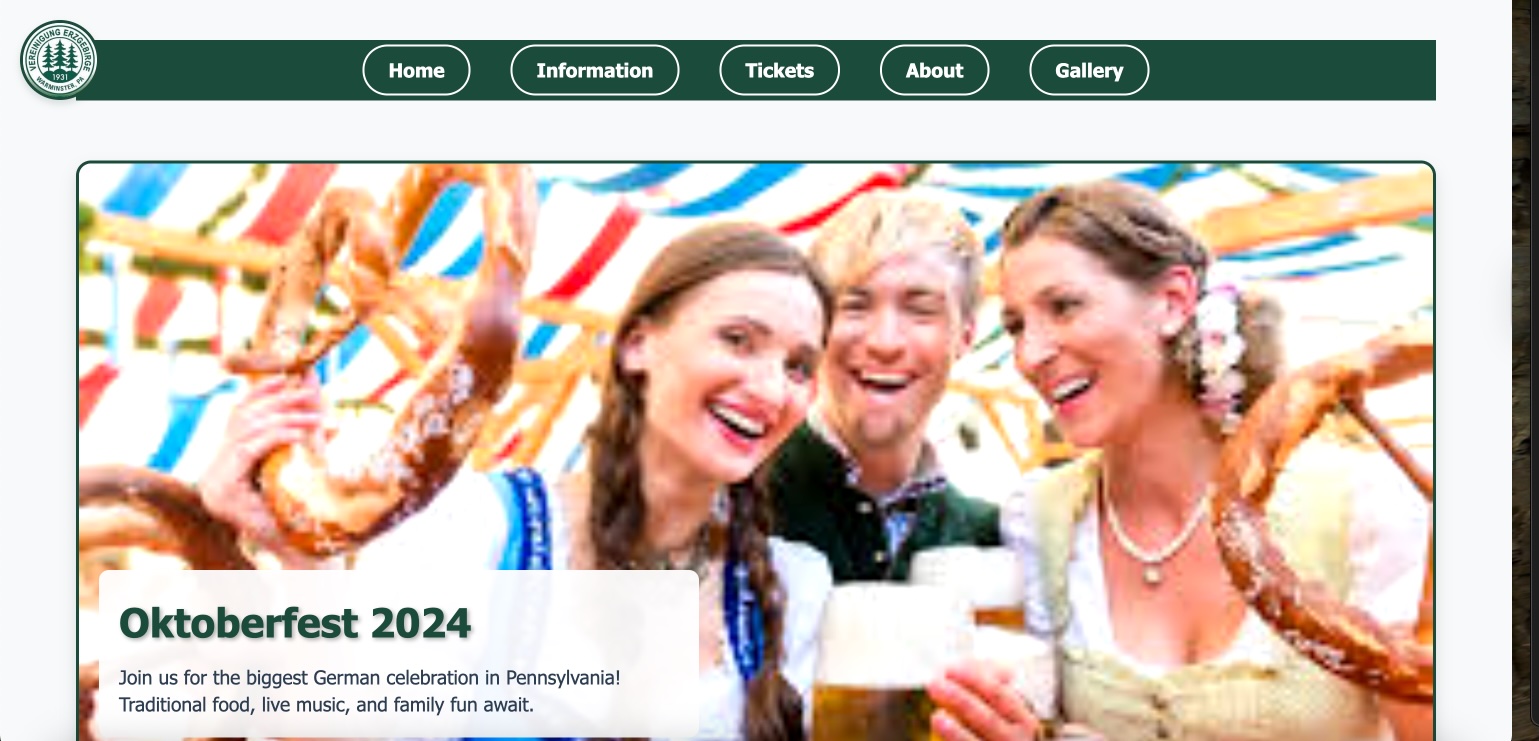 VEREINIGUNG ERZGEBIRGE
1931
WARMINSTER, PA
Home
Information
Tickets
About
Gallery
Oktoberfest 2024
Join us for the biggest German celebration in Pennsylvania!
Traditional food, live music, and family fun await.